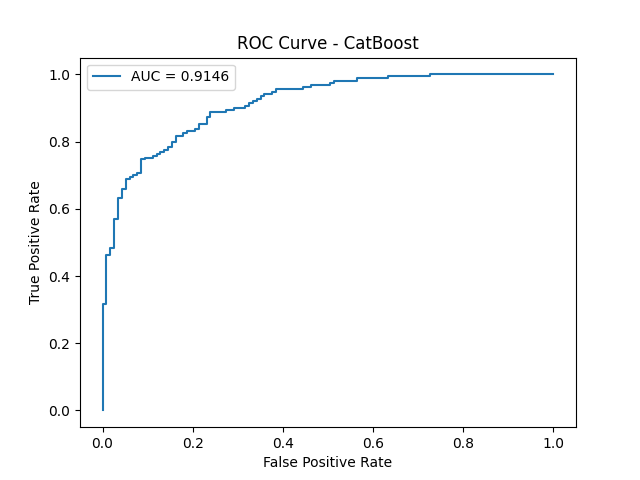 ROC Curve - CatBoost
AUC = 0.9146
1.0
0.8
0.6
0.4
0.2
0.0
True Positive Rate
0.0 0.2 0.4 0.6 0.8 1.0
False Positive Rate